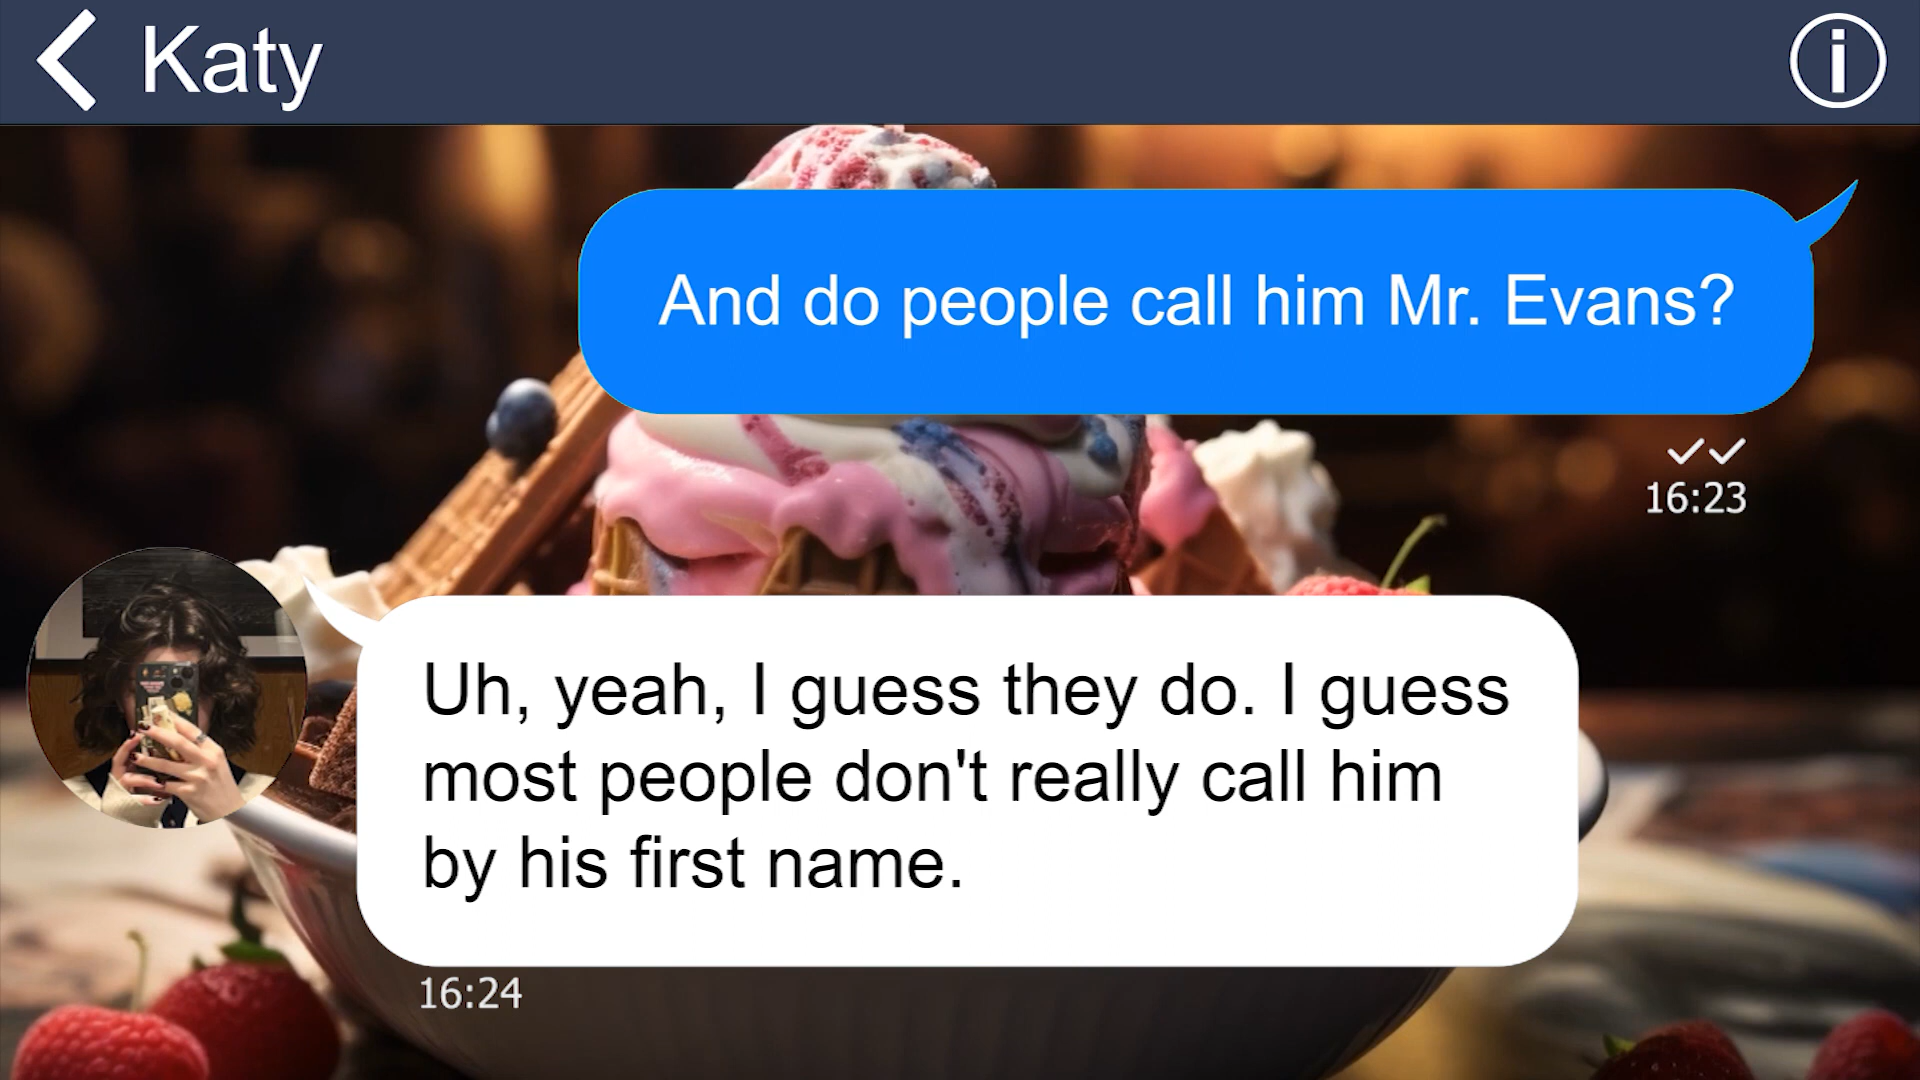 Katy
And do people call him Mr. Evans?
16:23
Uh, yeah, I guess they do. I guess
most people don't really call him
by his first name.
16:24